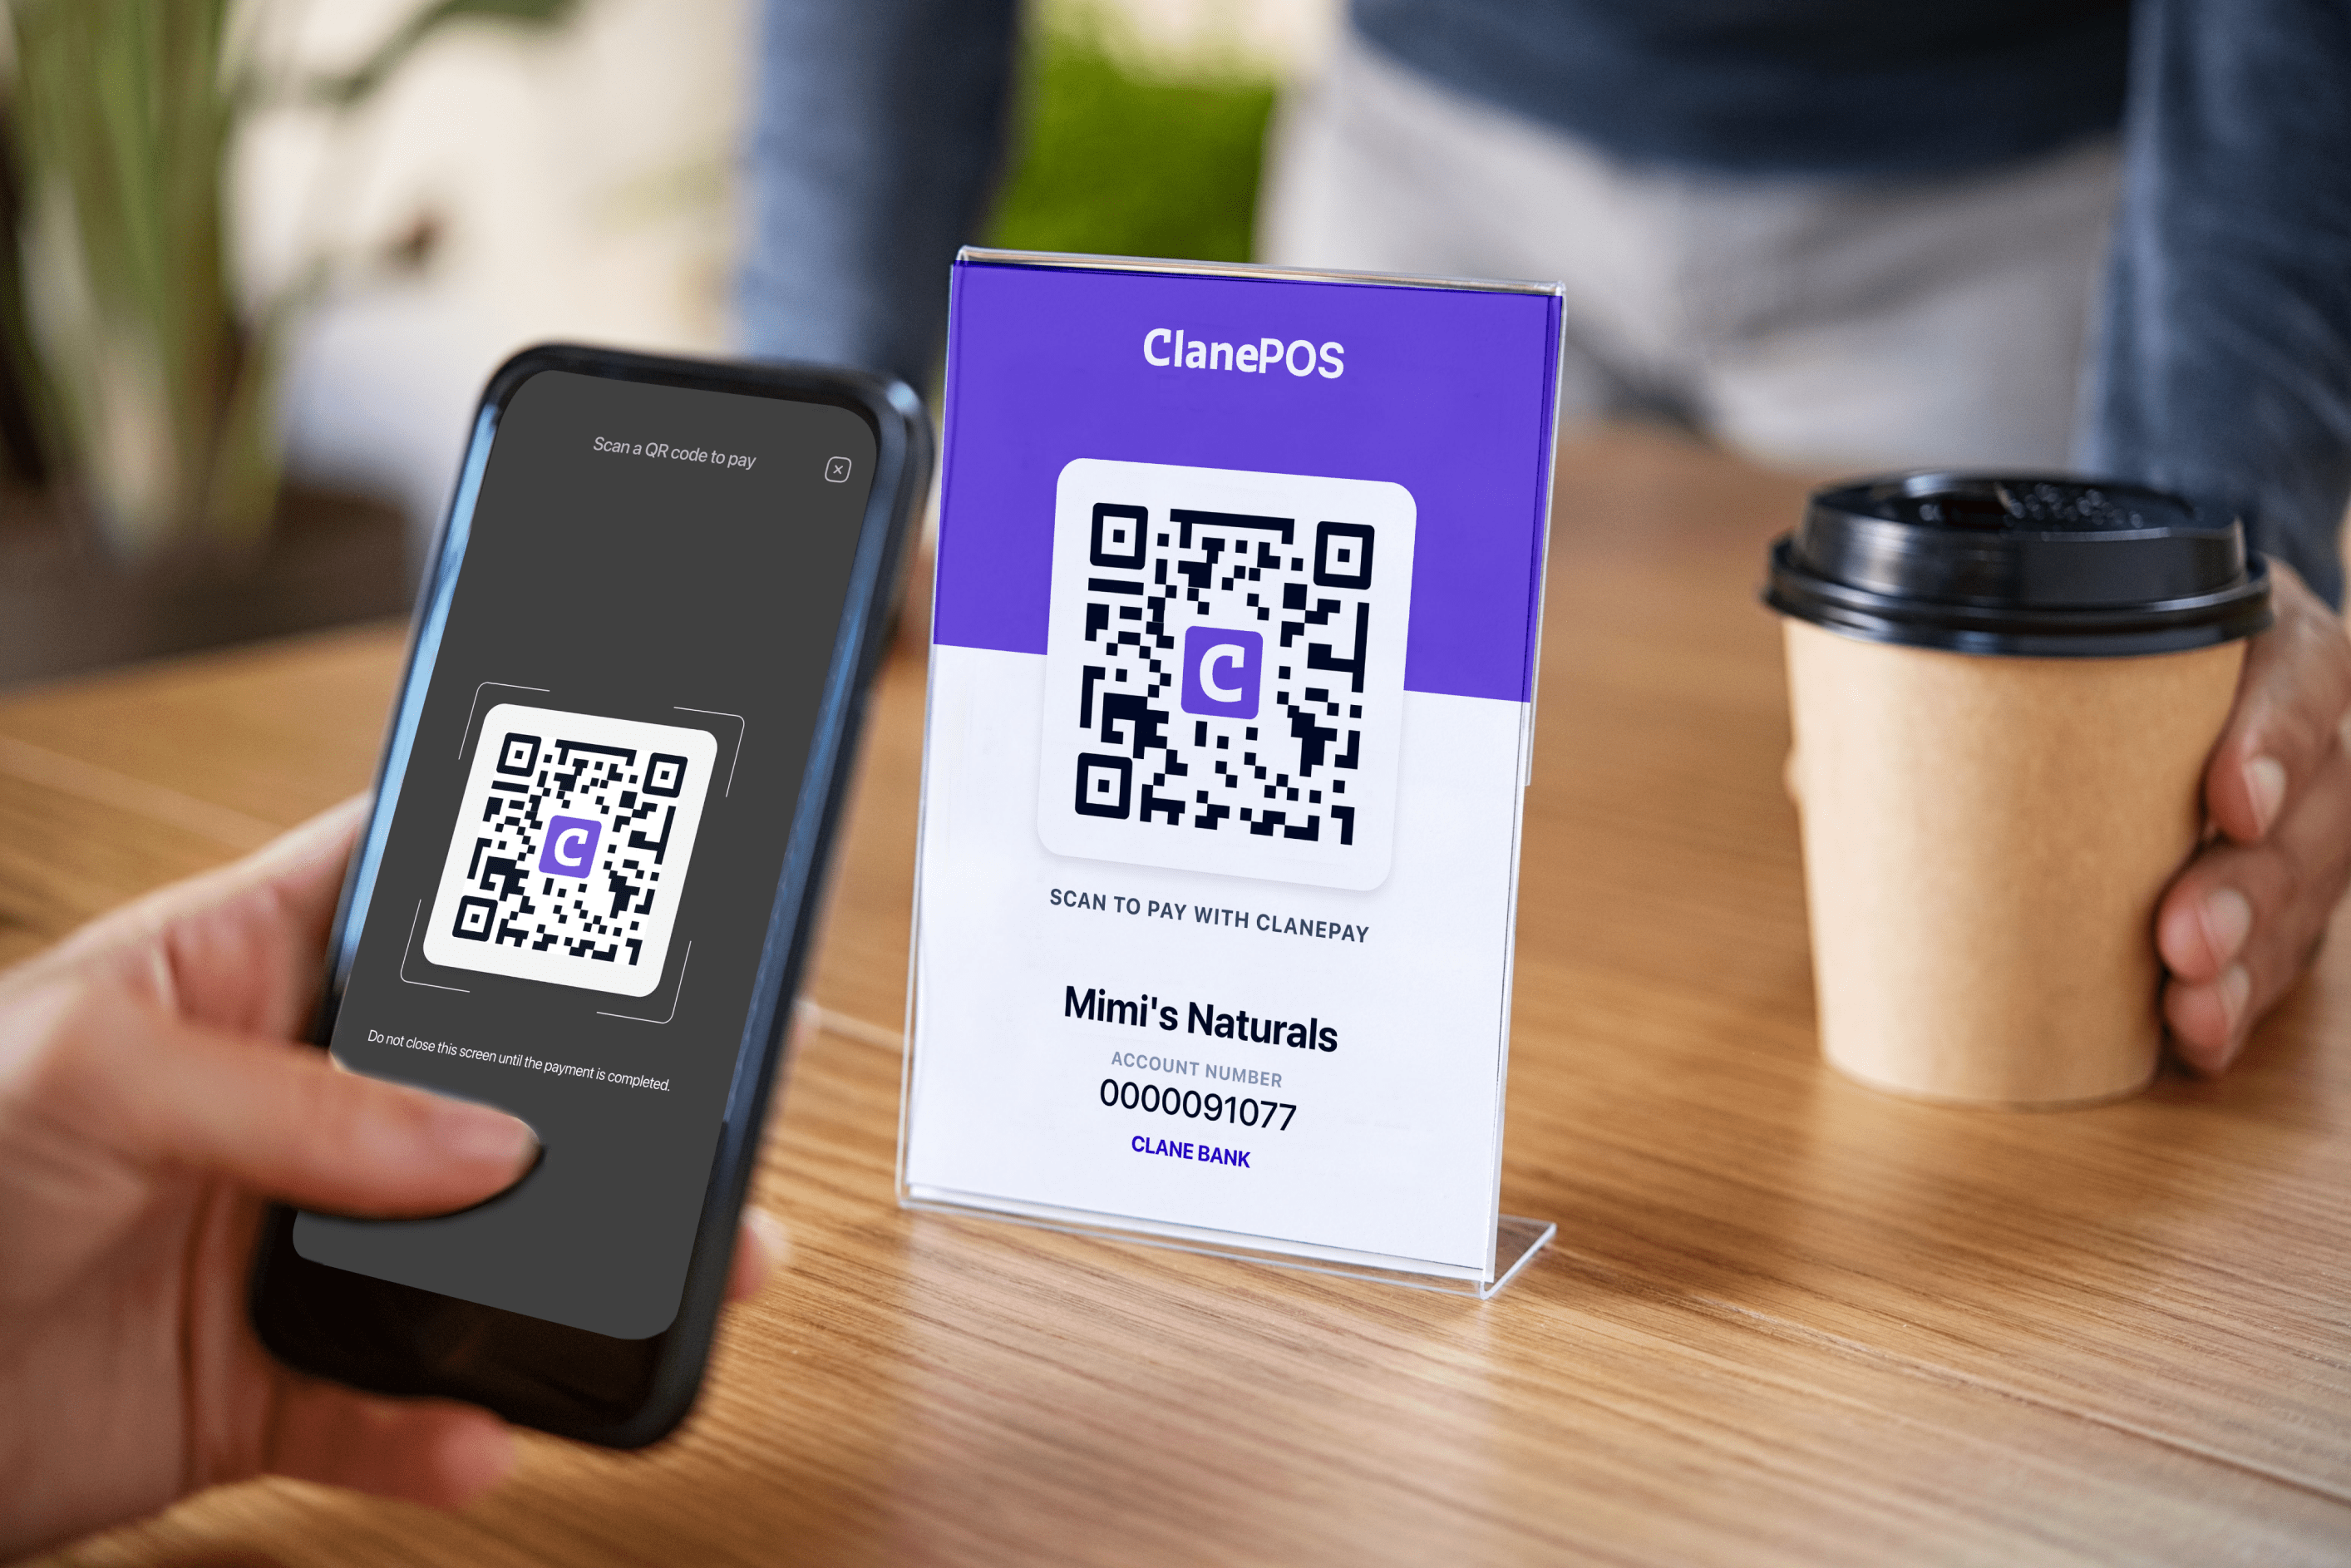 Scan a QR code to pay
C
Do not close this screen until the payment is completed.
ClanePOS
C
SCAN TO PAY WITH CLANEPAY
Mimi's Naturals
ACCOUNT NUMBER
0000091077
CLANE BANK